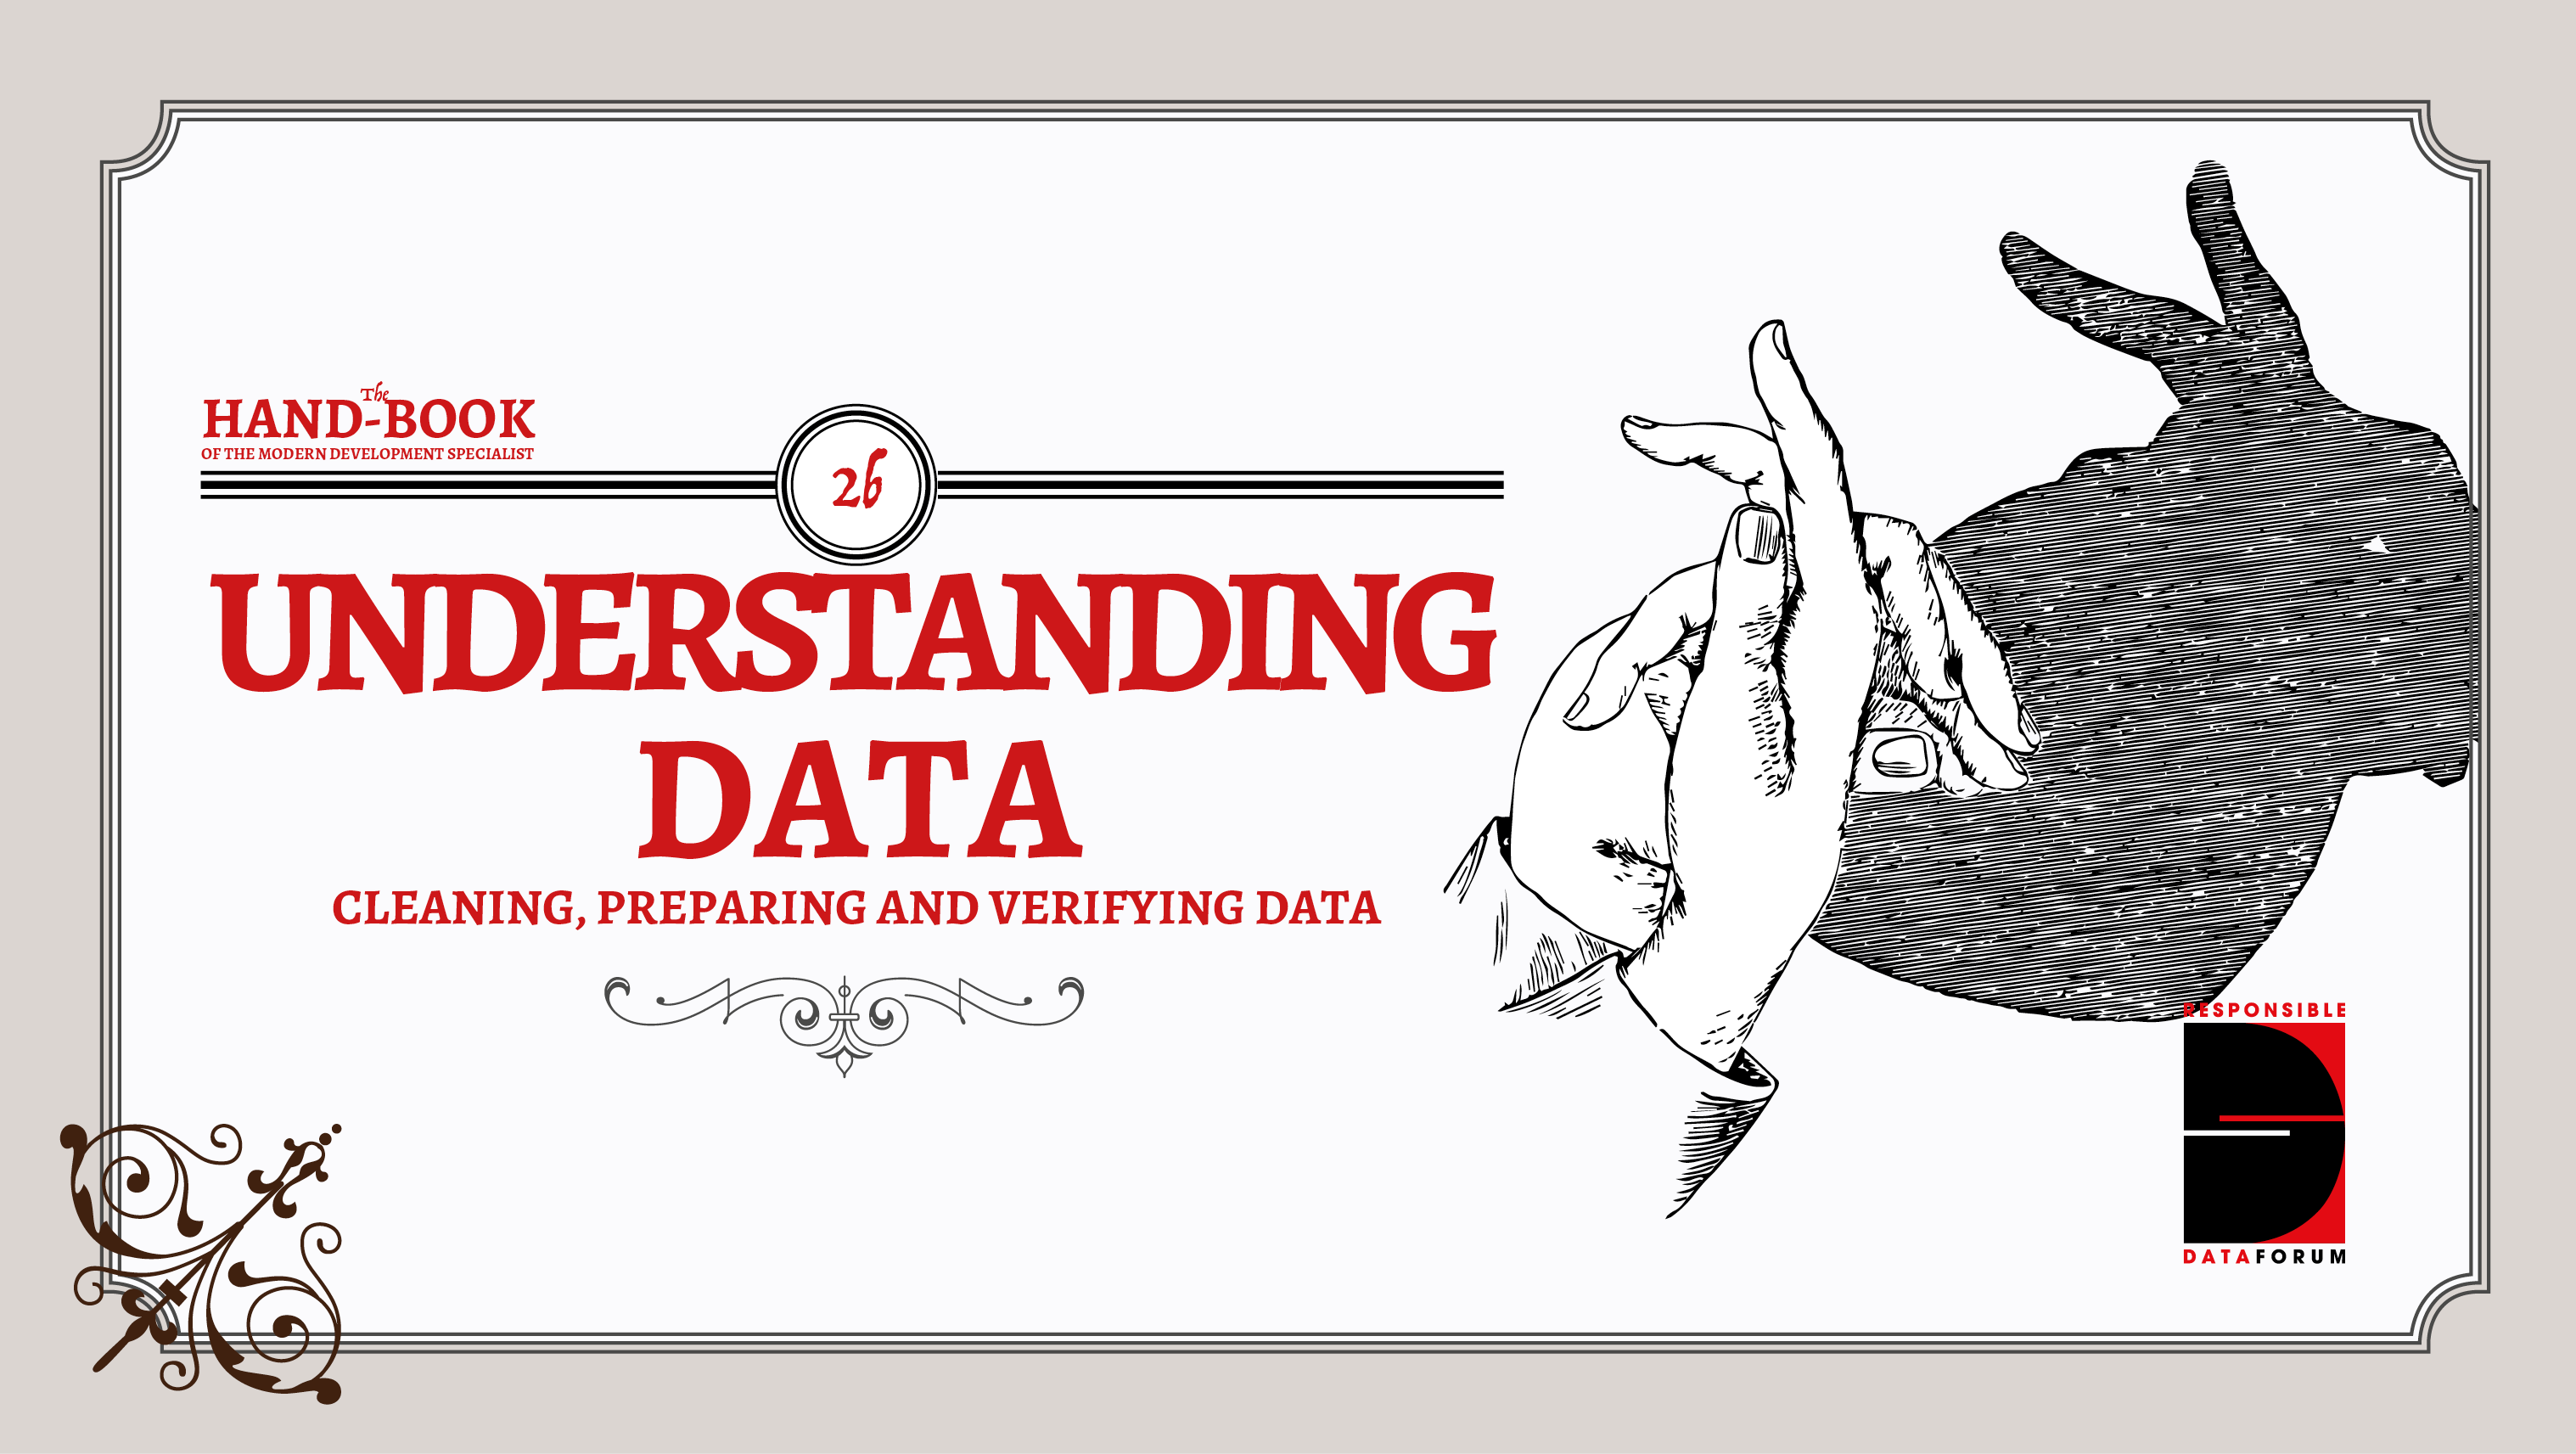 The
HAND-BOOK
OF THE MODERN DEVELOPMENT SPECIALIST
2b
UNDERSTANDING
DATA
CLEANING, PREPARING AND VERIFYING DATA
RESPONSIBLE
DATAFORUM